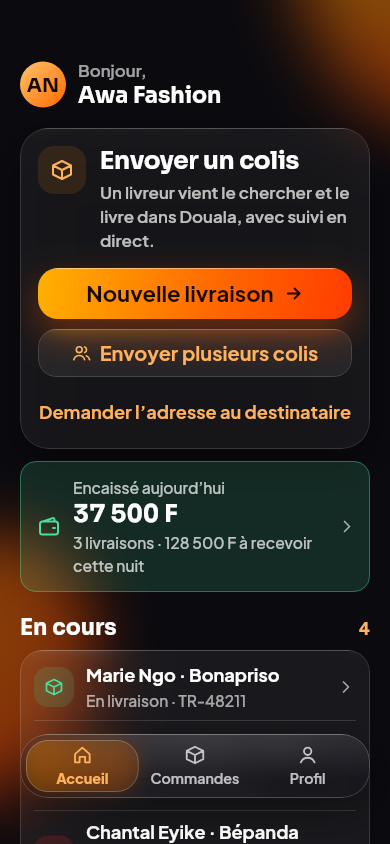 Bonjour,
AN
Awa Fashion
Envoyer un colis
Un livreur vient le chercher et le
livre dans Douala, avec suivi en
direct.
Nouvelle livraison →
Envoyer plusieurs colis
Demander l’adresse au destinataire
Encaissé aujourd’hui
37 500 F
3 livraisons · 128 500 F à recevoir
cette nuit
En cours 4
Marie Ngo · Bonapriso
En livraison · TR-48211
Accueil Commandes Profil
Chantal Eyike · Bépanda